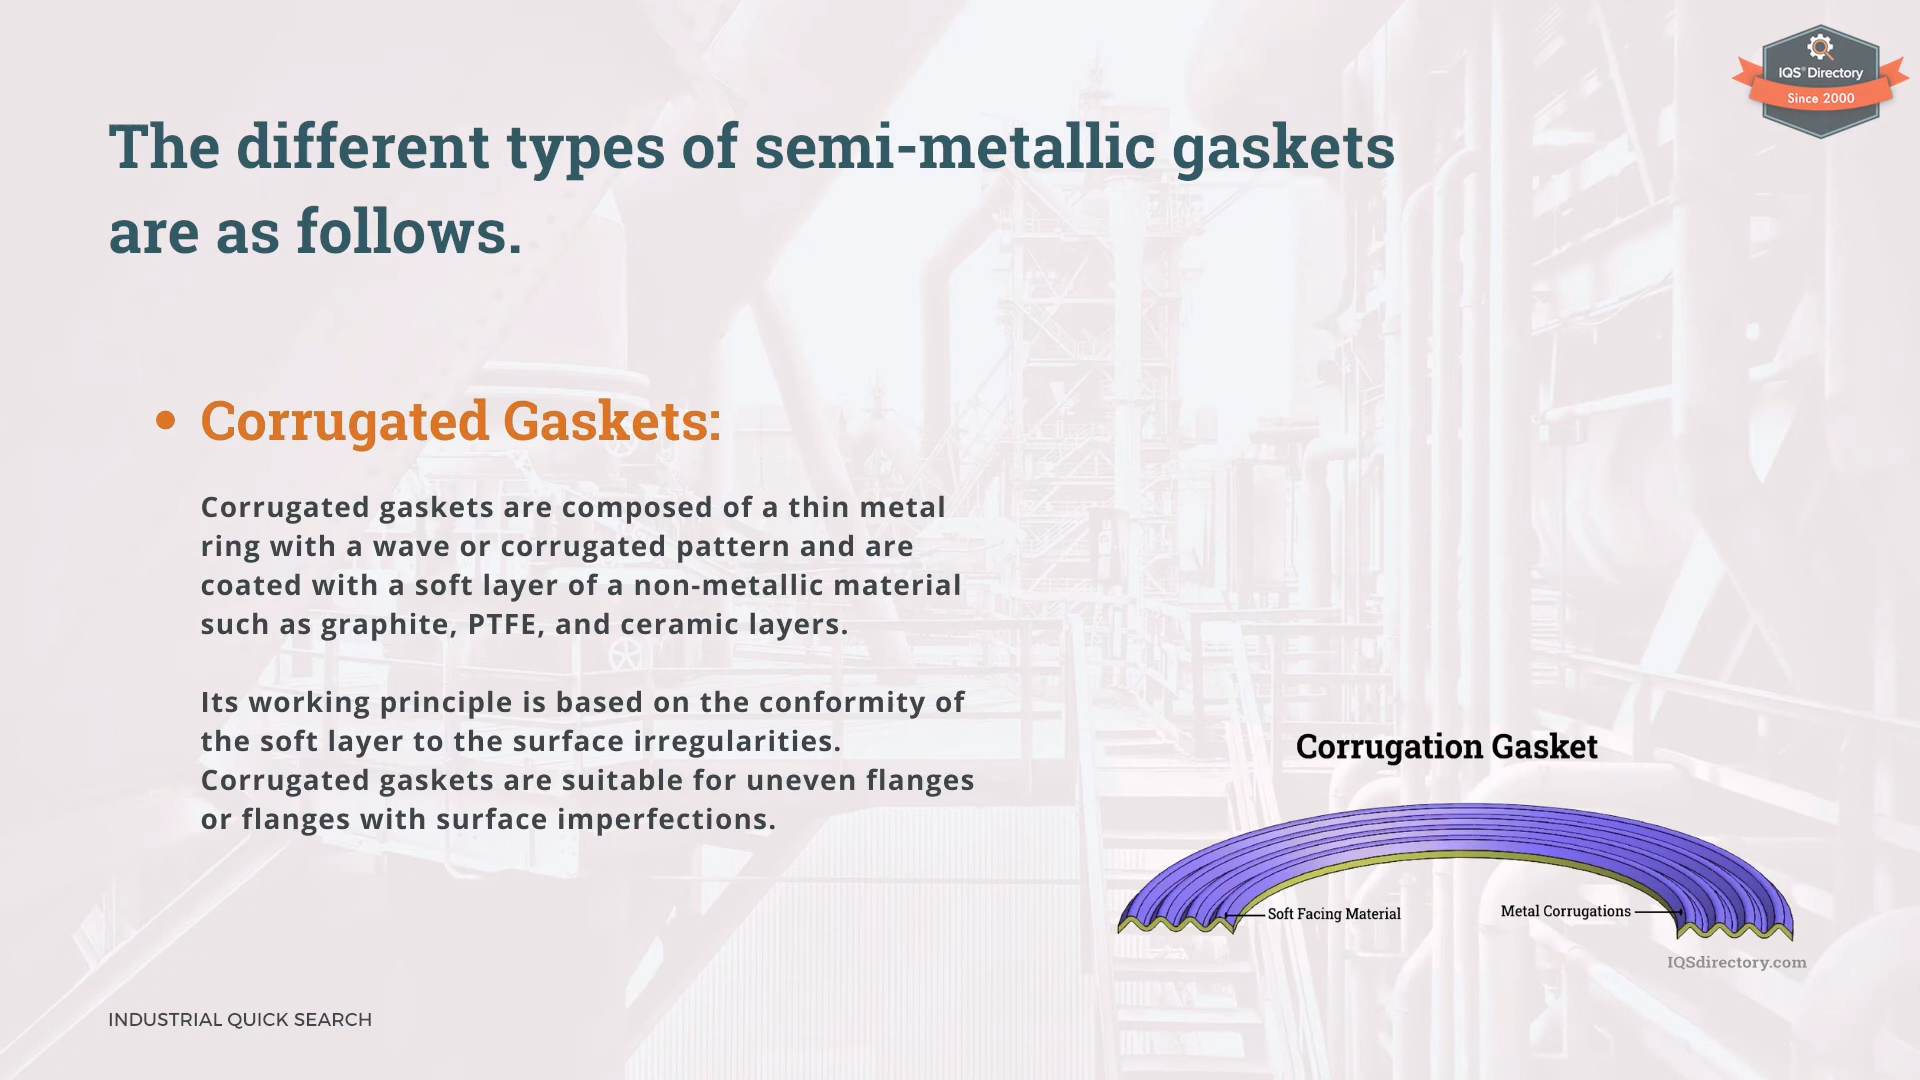 IQS® Directory
Since 2000
The different types of semi-metallic gaskets
are as follows.
• Corrugated Gaskets:
Corrugated gaskets are composed of a thin metal
ring with a wave or corrugated pattern and are
coated with a soft layer of a non-metallic material
such as graphite, PTFE, and ceramic layers.
Its working principle is based on the conformity of
the soft layer to the surface irregularities.
Corrugated gaskets are suitable for uneven flanges
or flanges with surface imperfections.
Corrugation Gasket
Soft Facing Material
Metal Corrugations
IQSdirectory.com
INDUSTRIAL QUICK SEARCH